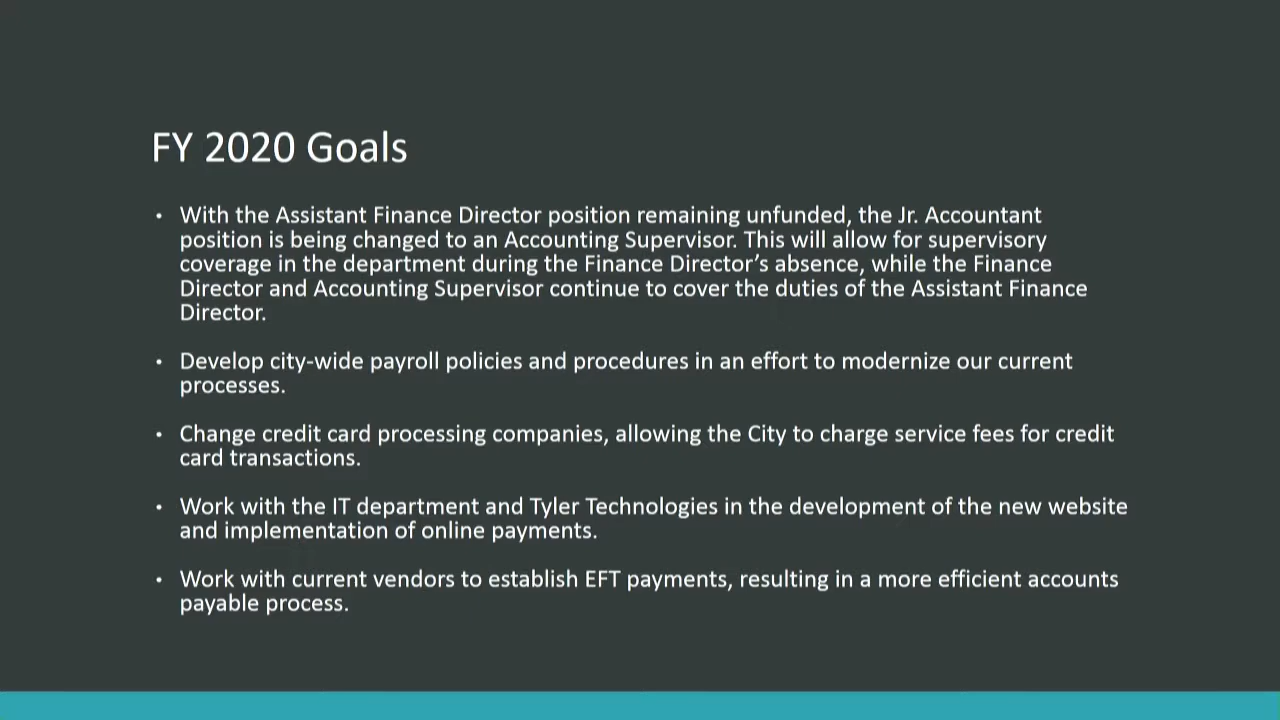 FY 2020 Goals
• With the Assistant Finance Director position remaining unfunded, the Jr. Accountant
position is being changed to an Accounting Supervisor. This will allow for supervisory
coverage in the department during the Finance Director’s absence, while the Finance
Director and Accounting Supervisor continue to cover the duties of the Assistant Finance
Director.
• Develop city-wide payroll policies and procedures in an effort to modernize our current
processes.
• Change credit card processing companies, allowing the City to charge service fees for credit
card transactions.
• Work with the IT department and Tyler Technologies in the development of the new website
and implementation of online payments.
• Work with current vendors to establish EFT payments, resulting in a more efficient accounts
payable process.